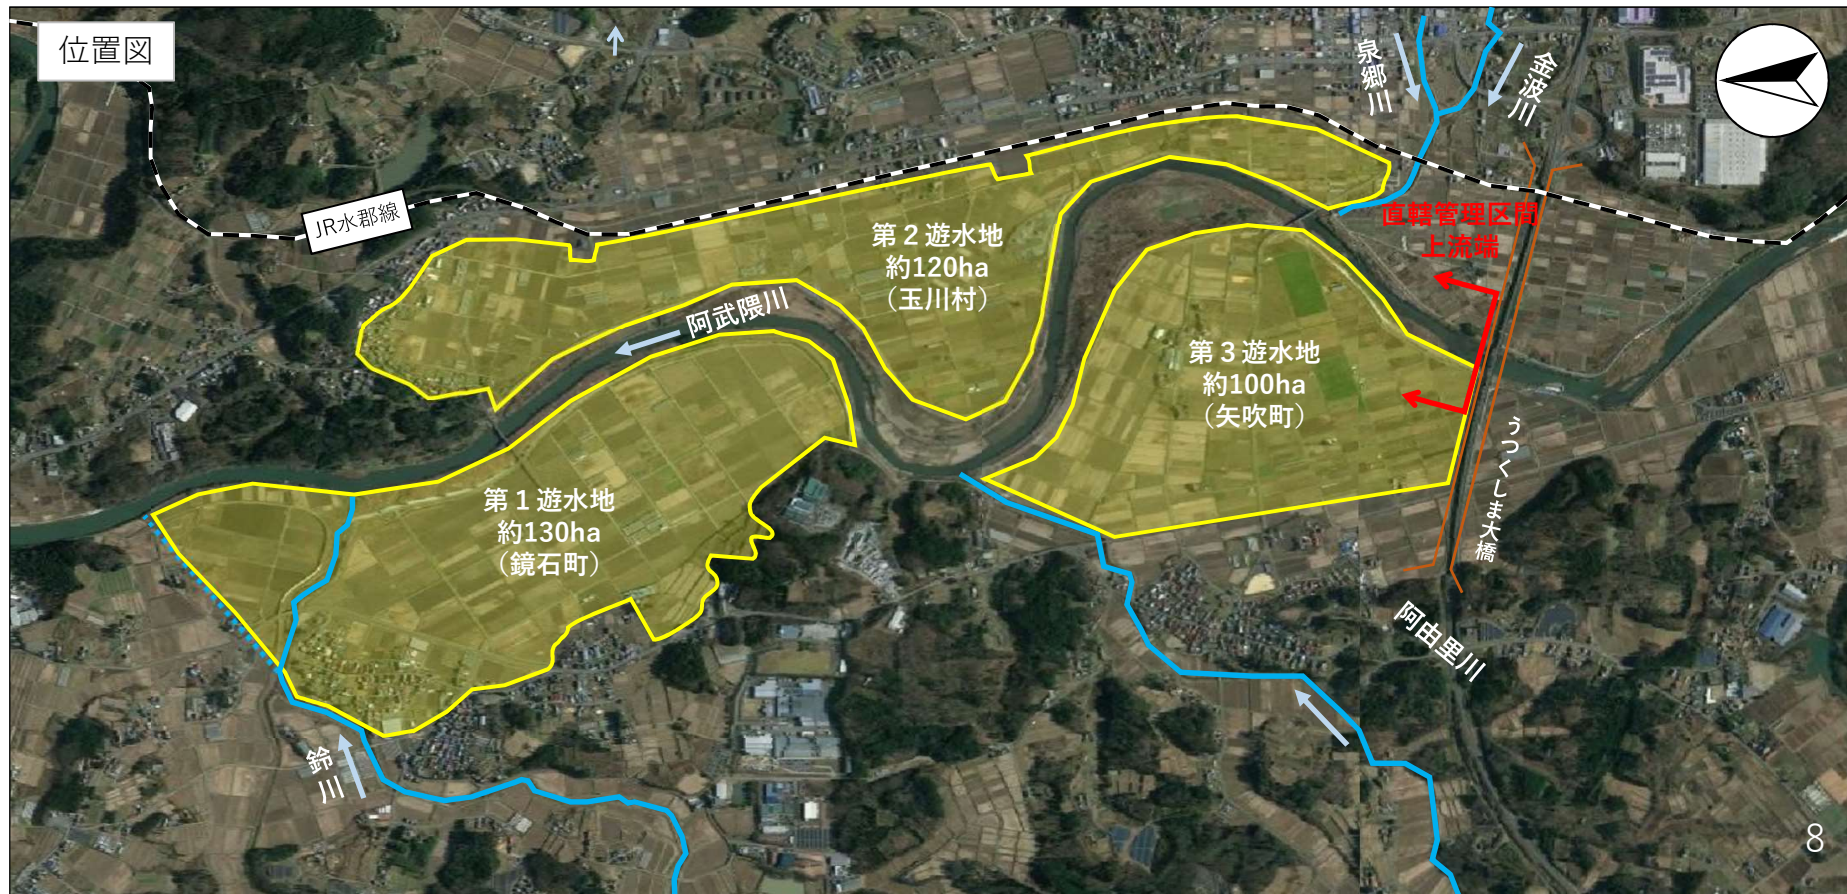 位置図
泉郷川
金波川
JR水郡線
直轄管理区間
上流端
第２遊水地
約120ha
（玉川村）
阿武隈川
第３遊水地
約100ha
（矢吹町）
うつくしま大橋
第１遊水地
約130ha
（鏡石町）
阿由里川
鈴川
8